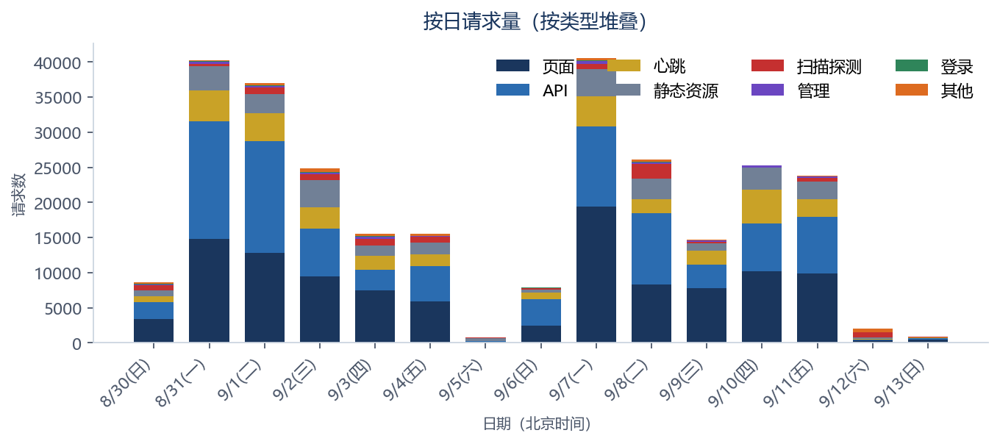 按日请求量（按类型堆叠）
页面
心跳
扫描探测
登录
API
静态资源
管理
其他
请求数
40000
35000
30000
25000
20000
15000
10000
5000
0
8/30(日)
8/31(一)
9/1(二)
9/2(三)
9/3(四)
9/4(五)
9/5(六)
9/6(日)
9/7(一)
9/8(二)
9/9(三)
9/10(四)
9/11(五)
9/12(六)
9/13(日)
日期（北京时间）